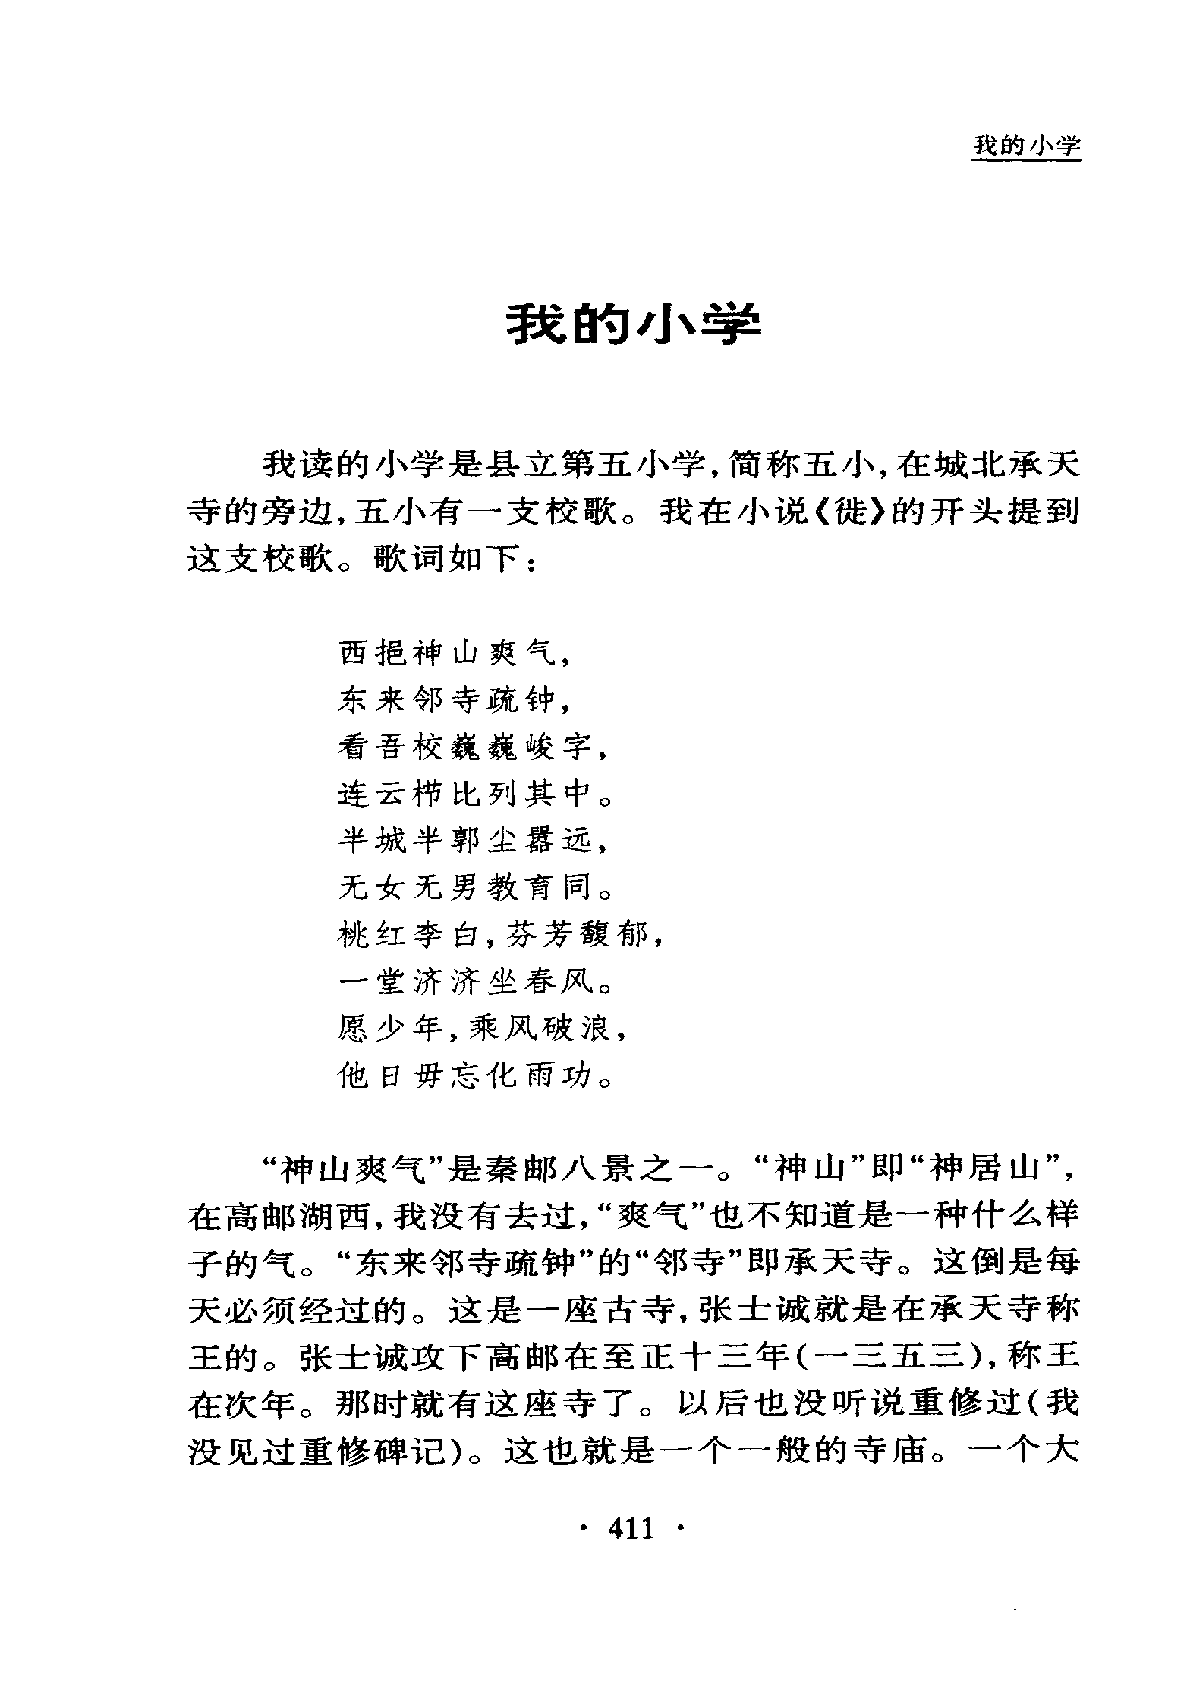 我的小学
我的小学
我读的小学是县立第五小学,简称五小,在城北承天
寺的旁边,五小有一支校歌。我在小说《徙》的开头提到
这支校歌。歌词如下:
西挹神山爽气,
东来邻寺疏钟,
看吾校巍巍峻字,
连云栉比列其中。
半城半郭尘嚣远,
无女无男教育同。
桃红李白,芬芳馥郁,
一堂济济坐春风。
愿少年,乘风破浪,
他日毋忘化雨功。
“神山爽气”是秦邮八景之一。“神山”即“神居山”,
在高邮湖西,我没有去过,“爽气”也不知道是一种什么样
子的气。“东来邻寺疏钟”的“邻寺”即承天寺。这倒是每
天必须经过的。这是一座古寺,张士诚就是在承天寺称
王的。张士诚攻下高邮在至正十三年(一三五三),称王
在次年。那时就有这座寺了。以后也没听说重修过(我
没见过重修碑记)。这也就是一个一般的寺庙。一个大
· 411 ·